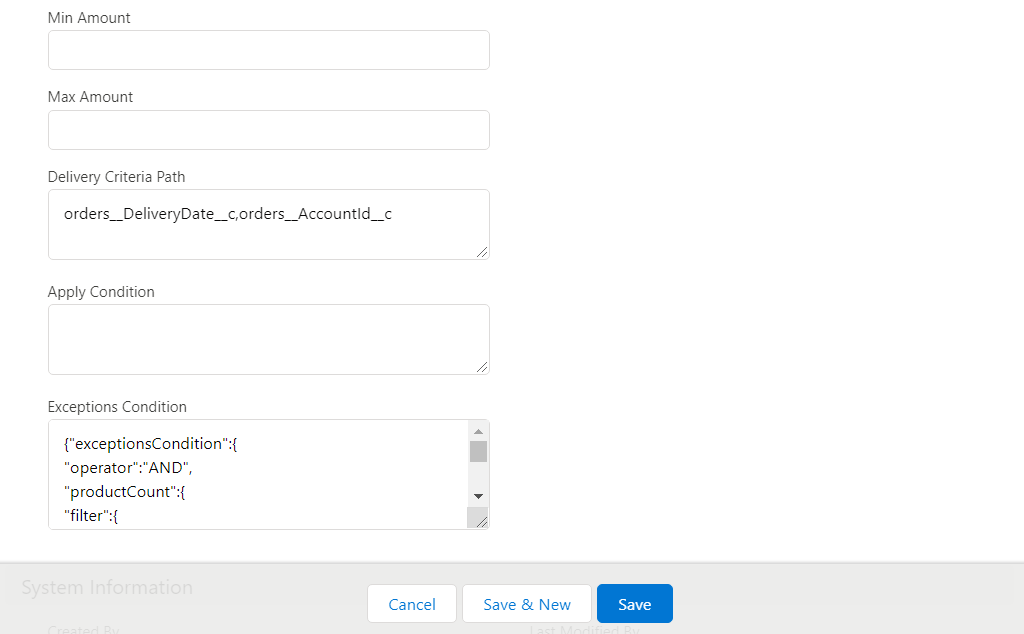 Min Amount
Max Amount
Delivery Criteria Path
orders__DeliveryDate__c,orders__AccountId__c
Apply Condition
Exceptions Condition
{"exceptionsCondition":{
"operator":"AND",
"productCount":{
"filter":{
System Information
Cancel
Save & New
Save
Created By
Last Modified By